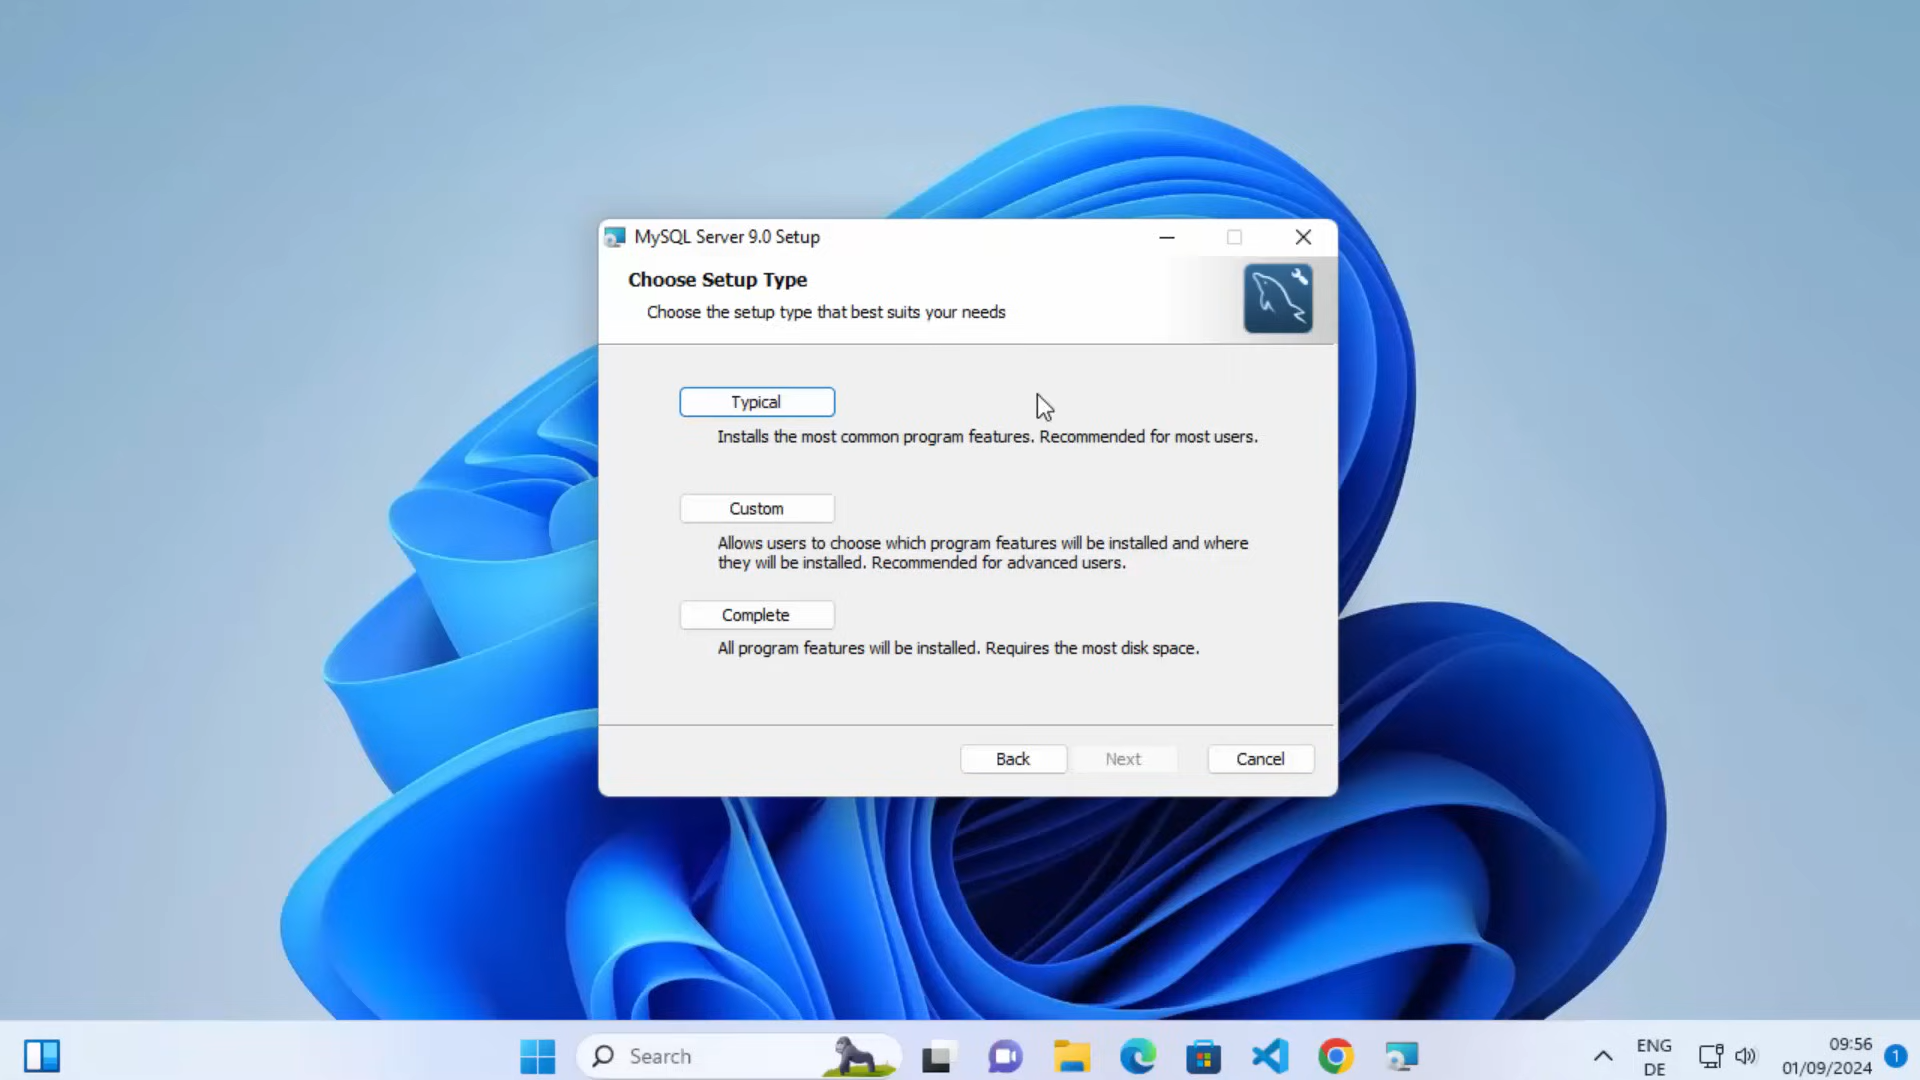 MySQL Server 9.0 Setup
Choose Setup Type
Choose the setup type that best suits your needs
Typical
Installs the most common program features. Recommended for most users.
Custom
Allows users to choose which program features will be installed and where
they will be installed. Recommended for advanced users.
Complete
All program features will be installed. Requires the most disk space.
Back
Next
Cancel
Search
ENG
DE
09:56
01/09/2024
1